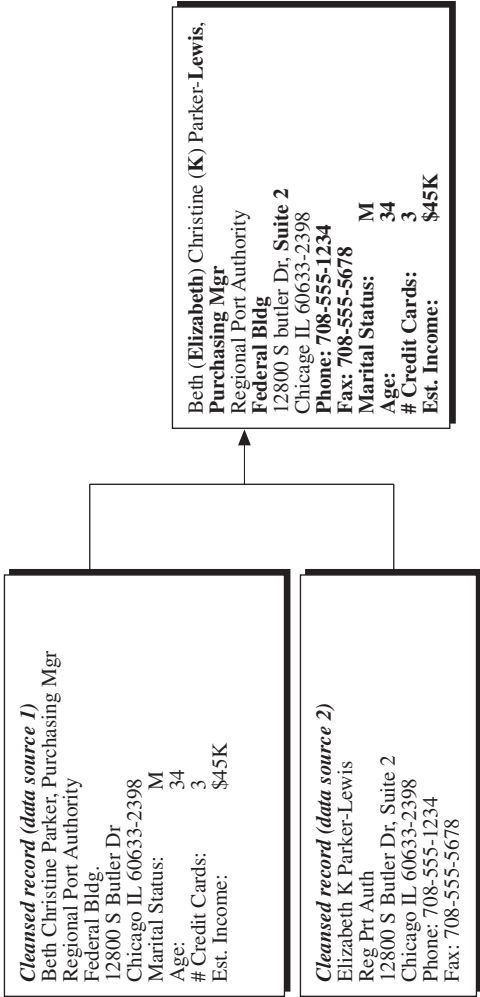 Cleansed record (data source 1)
Beth Christine Parker, Purchasing Mgr
Regional Port Authority
Federal Bldg.
12800 S Butler Dr
Chicago IL 60633-2398
Marital Status: M
Age: 34
# Credit Cards: 3
Est. Income: $45K
Cleansed record (data source 2)
Elizabeth K Parker-Lewis
Reg Prt Auth
12800 S Butler Dr, Suite 2
Chicago IL 60633-2398
Phone: 708-555-1234
Fax: 708-555-5678
Beth (Elizabeth) Christine (K) Parker-Lewis,
Purchasing Mgr
Regional Port Authority
Federal Bldg
12800 S butler Dr, Suite 2
Chicage IL 60633-2398
Phone: 708-555-1234
Fax: 708-555-5678
Marital Status: M
Age: 34
# Credit Cards: 3
Est. Income: $45K